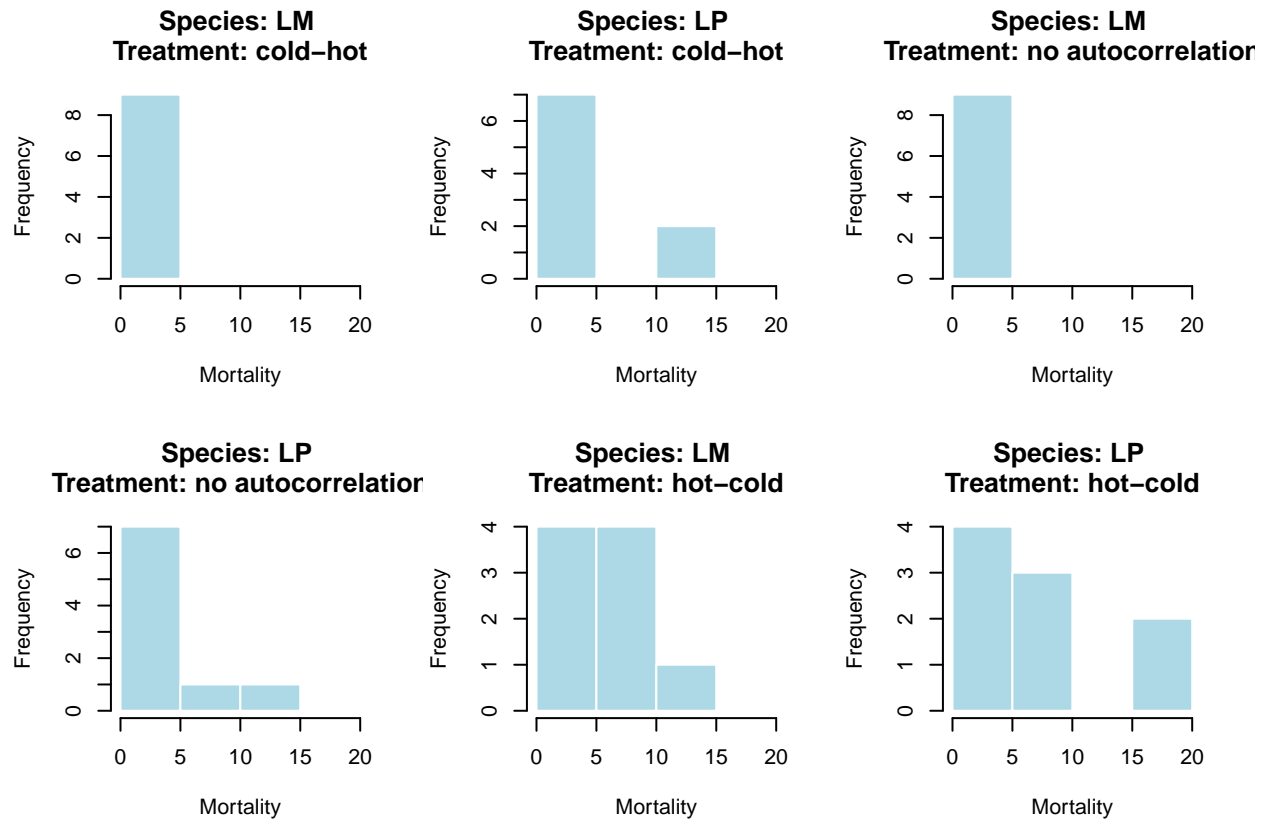 Species: LM
Treatment: cold−hot
Frequency
0 2 4 6 8
0 5 10 15 20
Mortality
Species: LP
Treatment: cold−hot
Frequency
0 2 4 6
0 5 10 15 20
Mortality
Species: LM
Treatment: no autocorrelation
Frequency
0 2 4 6 8
0 5 10 15 20
Mortality
Species: LP
Treatment: no autocorrelation
Frequency
0 2 4 6
0 5 10 15 20
Mortality
Species: LM
Treatment: hot−cold
Frequency
0 1 2 3 4
0 5 10 15 20
Mortality
Species: LP
Treatment: hot−cold
Frequency
0 1 2 3 4
0 5 10 15 20
Mortality